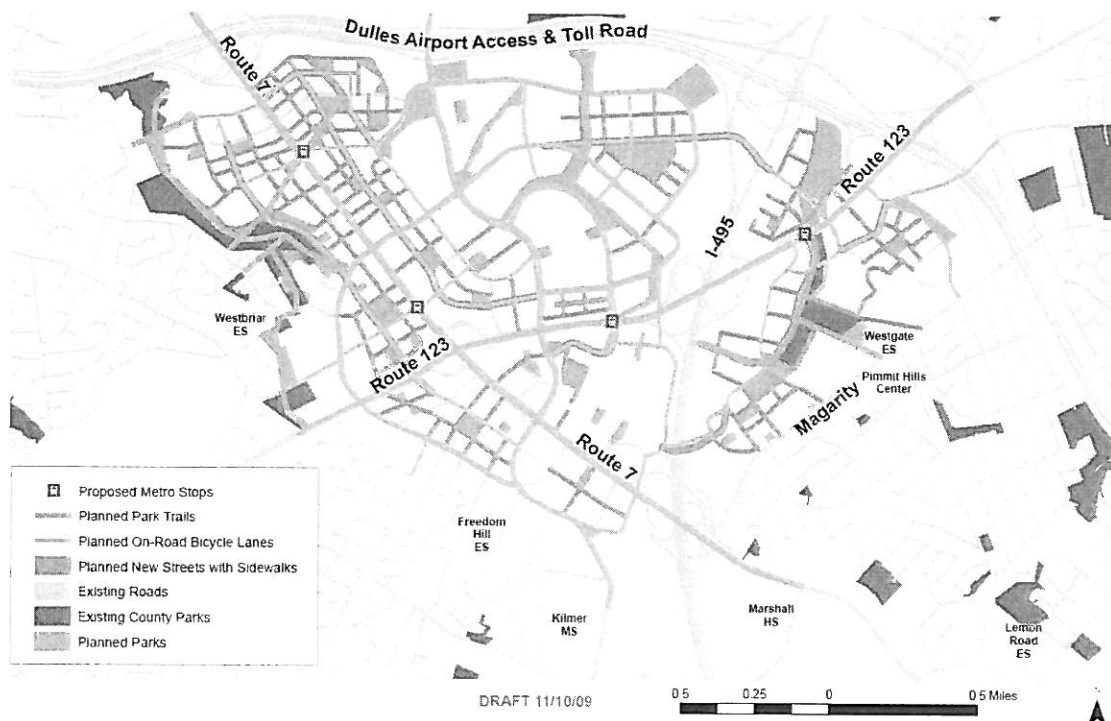 Dulles Airport Access & Toll Road
Route 7
Route 123
I-495
Westbriar
ES
Westgate
ES
Route 123
Pimmit Hills
Center
Magarity
Route 7
Proposed Metro Stops
Planned Park Trails
Planned On-Road Bicycle Lanes
Planned New Streets with Sidewalks
Existing Roads
Existing County Parks
Planned Parks
Freedom
Hill
ES
Kilmer
MS
Marshall
HS
Lemon
Road
ES
DRAFT 11/10/09
0 5 0.25 0 0 5 Miles